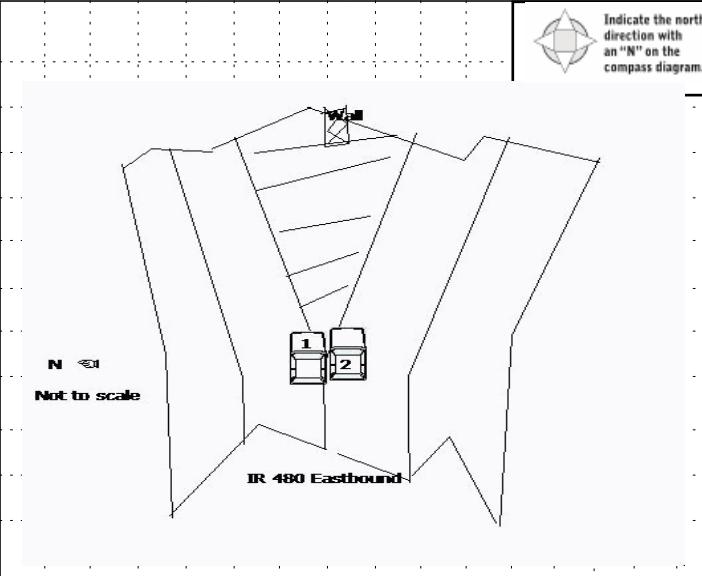 Indicate the north
direction with
an "N" on the
compass diagram.
Wall
1
2
N
Not to scale
IR 480 Eastbound